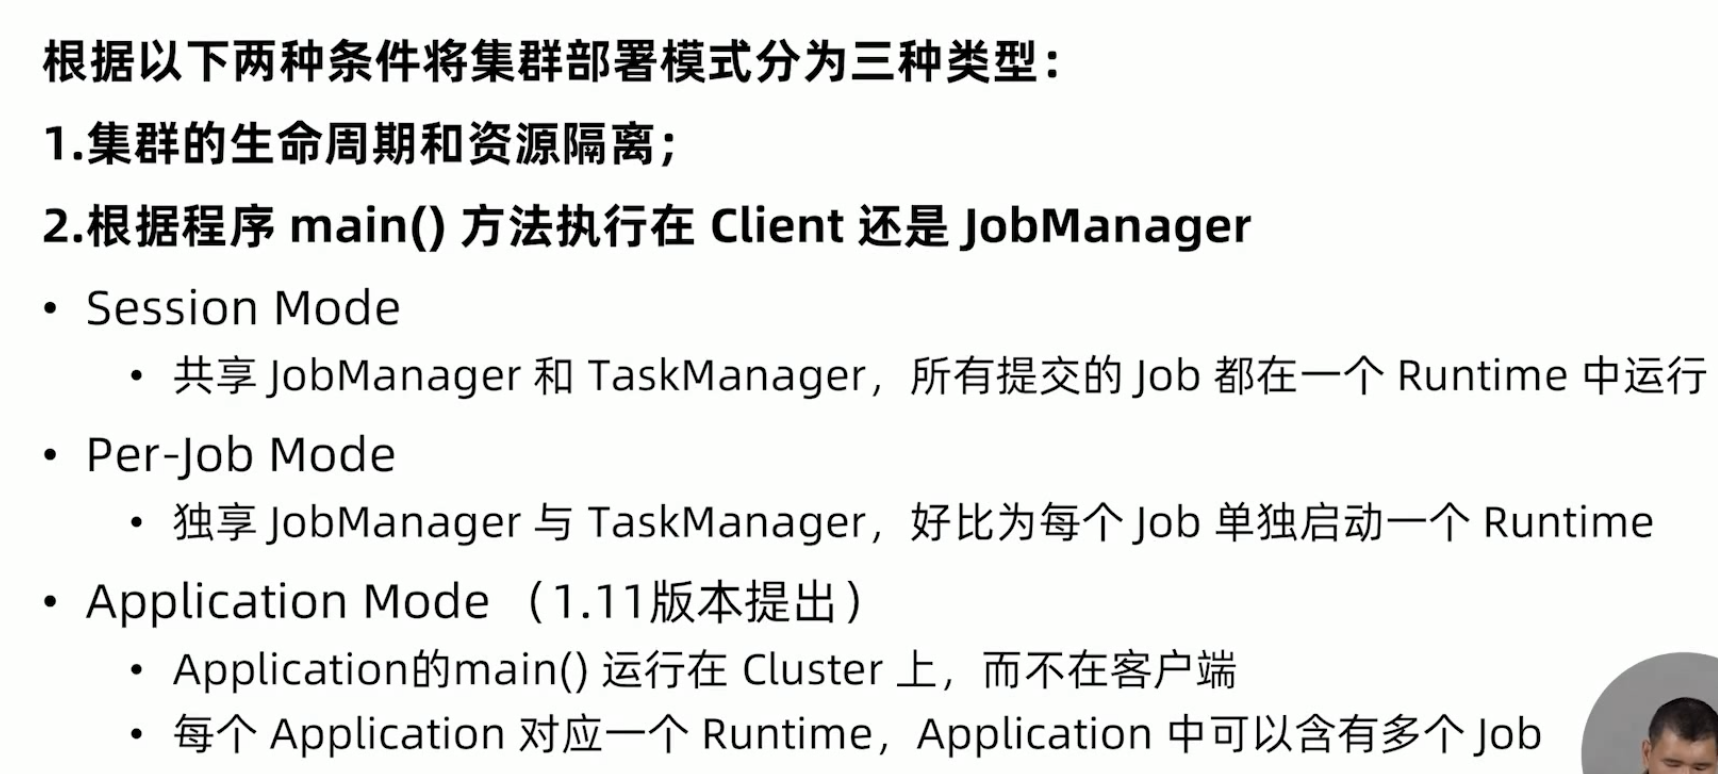 根据以下两种条件将集群部署模式分为三种类型：
1.集群的生命周期和资源隔离；
2.根据程序 main() 方法执行在 Client 还是 JobManager
• Session Mode
• 共享 JobManager 和 TaskManager，所有提交的 Job 都在一个 Runtime 中运行
• Per-Job Mode
• 独享 JobManager 与 TaskManager，好比为每个 Job 单独启动一个 Runtime
• Application Mode （1.11版本提出）
• Application的main() 运行在 Cluster 上，而不在客户端
• 每个 Application 对应一个 Runtime，Application 中可以含有多个 Job